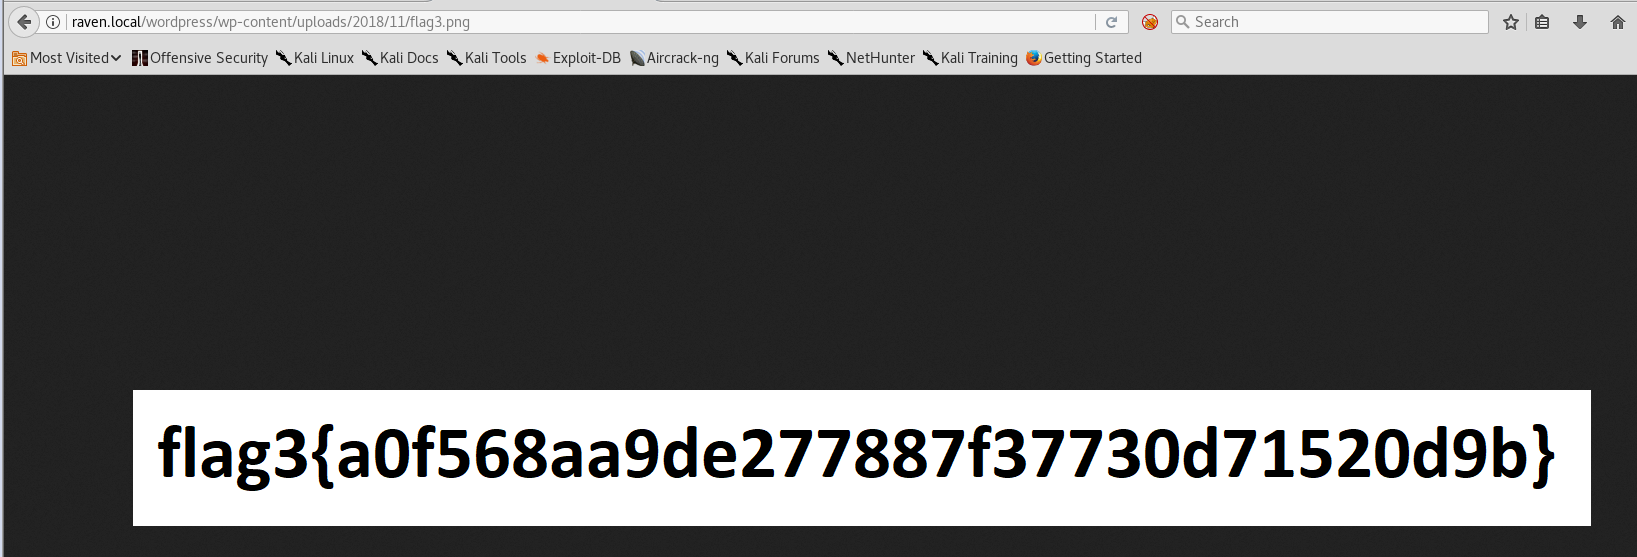 raven.local/wordpress/wp-content/uploads/2018/11/flag3.png Search
Most Visited Offensive Security Kali Linux Kali Docs Kali Tools Exploit-DB Aircrack-ng Kali Forums NetHunter Kali Training Getting Started
flag3{a0f568aa9de277887f37730d71520d9b}